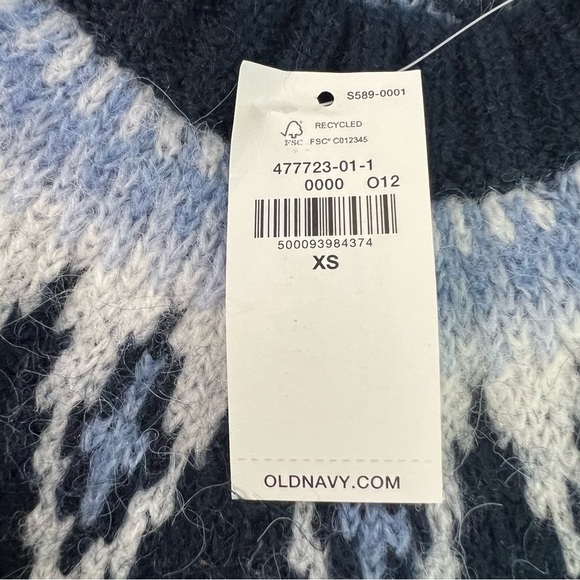 S589-0001
RECYCLED
FSC FSC® C012345
477723-01-1
0000 O12
500093984374
XS
OLDNAVY.COM